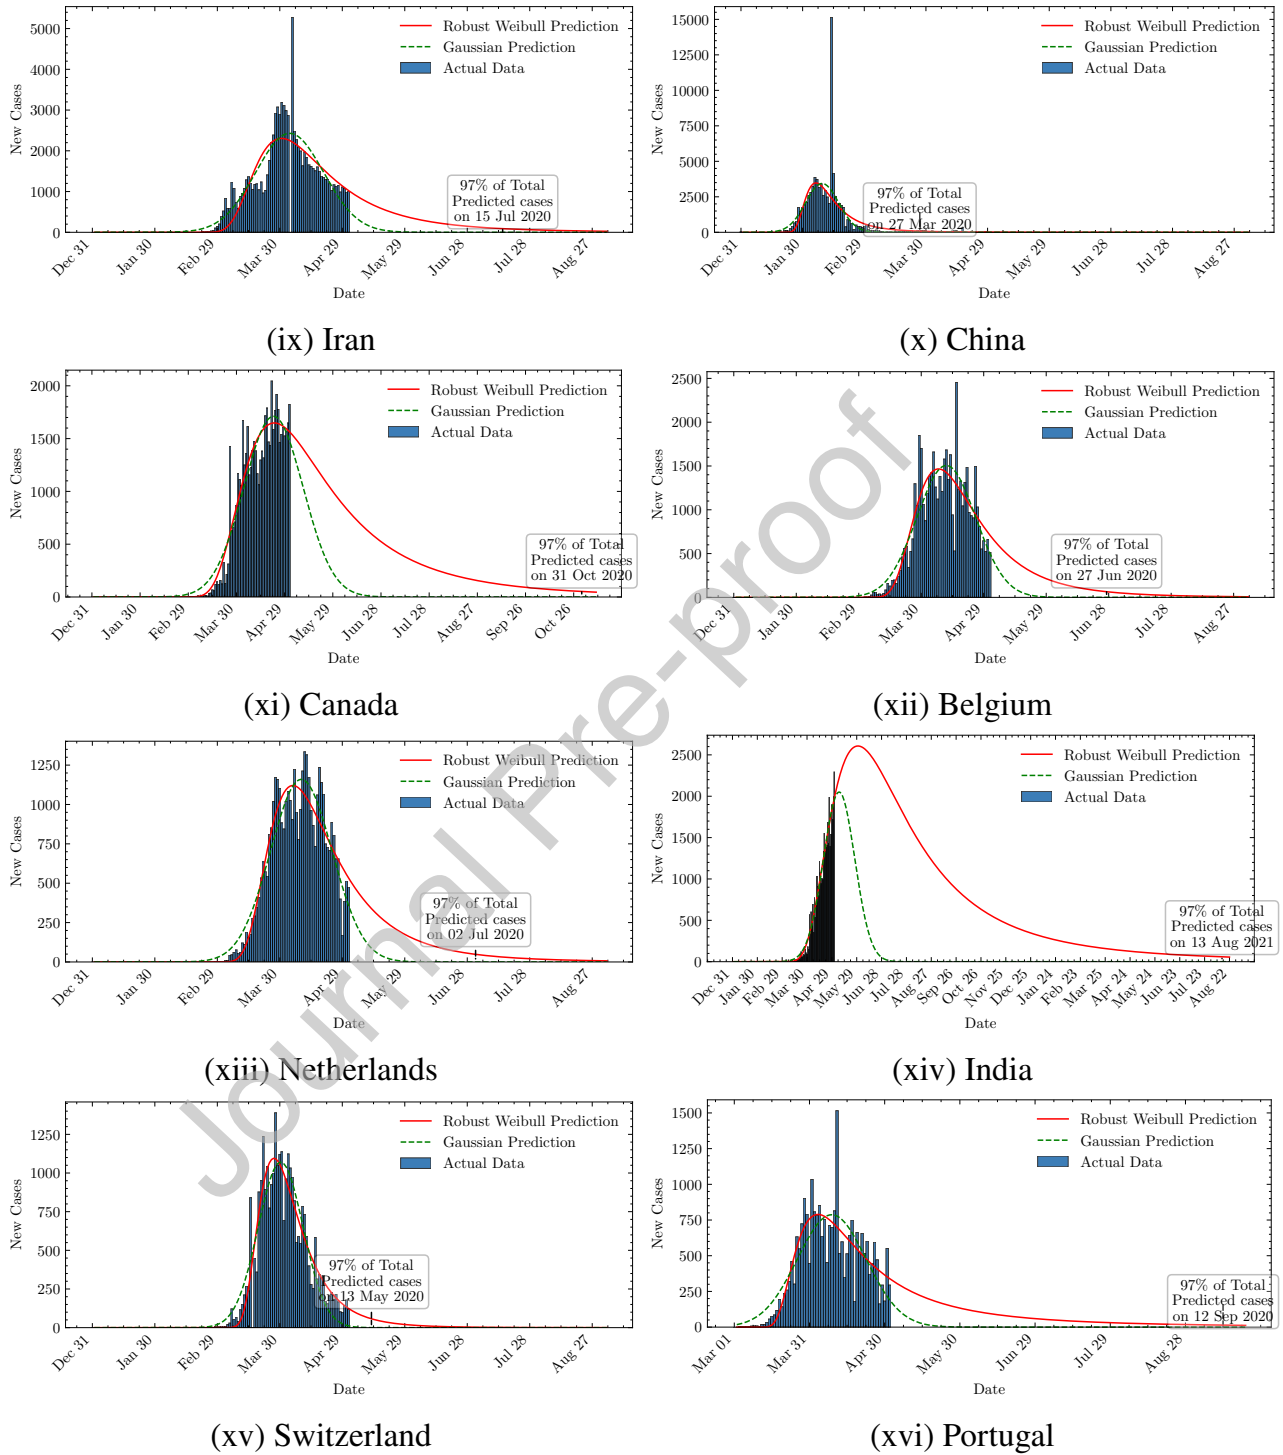 5000
4000
3000
2000
1000
0
New Cases
Robust Weibull Prediction
Gaussian Prediction
Actual Data
97% of Total
Predicted cases
on 15 Jul 2020
Dec 31
Jan 30
Feb 29
Mar 30
Apr 29
May 29
Jun 28
Jul 28
Aug 27
Date
(ix) Iran
15000
12500
10000
7500
5000
2500
0
New Cases
Robust Weibull Prediction
Gaussian Prediction
Actual Data
97% of Total
Predicted cases
on 27 Mar 2020
Dec 31
Jan 30
Feb 29
Mar 30
Apr 29
May 29
Jun 28
Jul 28
Aug 27
Date
(x) China
2000
1500
1000
500
0
New Cases
Robust Weibull Prediction
Gaussian Prediction
Actual Data
97% of Total
Predicted cases
on 31 Oct 2020
Dec 31
Jan 30
Feb 29
Mar 30
Apr 29
May 29
Jun 28
Jul 28
Aug 27
Sep 26
Oct 26
Date
(xi) Canada
2500
2000
1500
1000
500
0
New Cases
Robust Weibull Prediction
Gaussian Prediction
Actual Data
97% of Total
Predicted cases
on 27 Jun 2020
Dec 31
Jan 30
Feb 29
Mar 30
Apr 29
May 29
Jun 28
Jul 28
Aug 27
Date
(xii) Belgium
1250
1000
750
500
250
0
New Cases
Robust Weibull Prediction
Gaussian Prediction
Actual Data
97% of Total
Predicted cases
on 02 Jul 2020
Dec 31
Jan 30
Feb 29
Mar 30
Apr 29
May 29
Jun 28
Jul 28
Aug 27
Date
(xiii) Netherlands
2500
2000
1500
1000
500
0
New Cases
Robust Weibull Prediction
Gaussian Prediction
Actual Data
97% of Total
Predicted cases
on 13 Aug 2021
Dec 31
Jan 30
Feb 29
Mar 30
Apr 29
May 29
Jun 28
Jul 28
Aug 27
Sep 26
Oct 26
Nov 25
Dec 25
Jan 24
Feb 23
Mar 25
Apr 24
May 24
Jun 23
Jul 23
Aug 22
Date
(xiv) India
1250
1000
750
500
250
0
New Cases
Robust Weibull Prediction
Gaussian Prediction
Actual Data
97% of Total
Predicted cases
on 13 May 2020
Dec 31
Jan 30
Feb 29
Mar 30
Apr 29
May 29
Jun 28
Jul 28
Aug 27
Date
(xv) Switzerland
1500
1250
1000
750
500
250
0
New Cases
Robust Weibull Prediction
Gaussian Prediction
Actual Data
97% of Total
Predicted cases
on 12 Sep 2020
Mar 01
Mar 31
Apr 30
May 30
Jun 29
Jul 29
Aug 28
Date
(xvi) Portugal
Journal Pre-proof